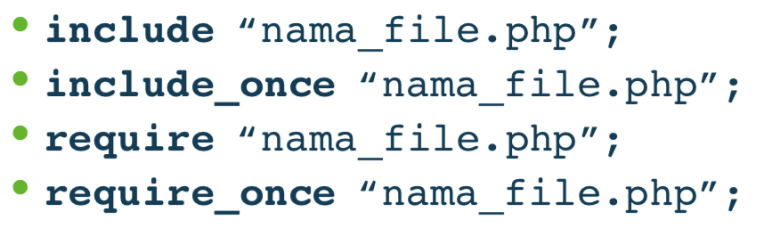 • include “nama_file.php”;
• include_once “nama_file.php”;
• require “nama_file.php”;
• require_once “nama_file.php”;